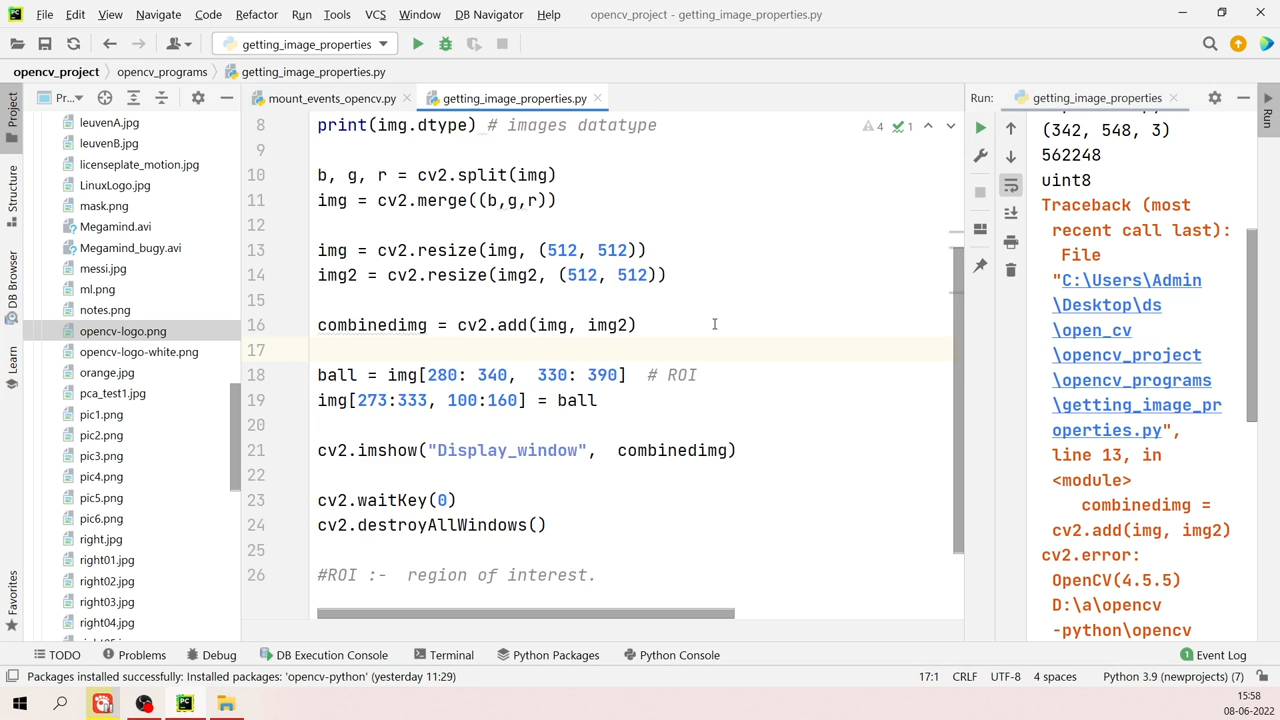 File Edit View Navigate Code Refactor Run Tools VCS Window DB Navigator Help opencv_project - getting_image_properties.py
getting_image_properties
opencv_project opencv_programs getting_image_properties.py
Project
Structure
DB Browser
Learn
Favorites
Pr...
leuvenA.jpg
leuvenB.jpg
licenseplate_motion.jpg
LinuxLogo.jpg
mask.png
Megamind.avi
Megamind_bugy.avi
messi.jpg
ml.png
notes.png
opencv-logo.png
opencv-logo-white.png
orange.jpg
pca_test1.jpg
pic1.png
pic2.png
pic3.png
pic4.png
pic5.png
pic6.png
right.jpg
right01.jpg
right02.jpg
right03.jpg
right04.jpg
mount_events_opencv.py getting_image_properties.py
4 1
8 print(img.dtype) # images datatype
9
10 b, g, r = cv2.split(img)
11 img = cv2.merge((b,g,r))
12
13 img = cv2.resize(img, (512, 512))
14 img2 = cv2.resize(img2, (512, 512))
15
16 combinedimg = cv2.add(img, img2)
17
18 ball = img[280: 340, 330: 390] # ROI
19 img[273:333, 100:160] = ball
20
21 cv2.imshow("Display_window", combinedimg)
22
23 cv2.waitKey(0)
24 cv2.destroyAllWindows()
25
26 #ROI :- region of interest.
Run: getting_image_properties
Run
(342, 548, 3)
562248
uint8
Traceback (most
recent call last):
File
"C:\Users\Admin
\Desktop\ds
\open_cv
\opencv_project
\opencv_programs
\getting_image_pr
operties.py",
line 13, in
<module>
combinedimg =
cv2.add(img, img2)
cv2.error:
OpenCV(4.5.5)
D:\a\opencv
-python\opencv
TODO Problems Debug DB Execution Console Terminal Python Packages Python Console 1 Event Log
Packages installed successfully: Installed packages: 'opencv-python' (yesterday 11:29) 17:1 CRLF UTF-8 4 spaces Python 3.9 (newprojects) (7)
15:58
08-06-2022